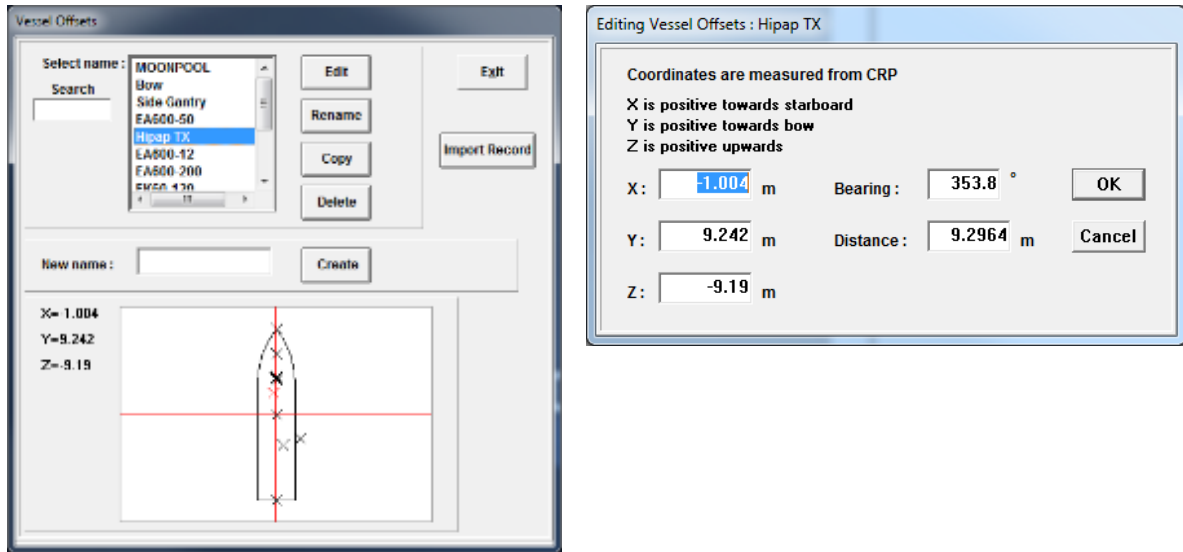 Vessel Offsets
Select name :
Search
MOONPOOL
Bow
Side Gantry
EA600-50
Hipap TX
EA600-12
EA600-200
EK60-120
Edit
Rename
Copy
Delete
Exit
Import Record
New name :
Create
X=-1.004
Y=9.242
Z=-9.19
Editing Vessel Offsets : Hipap TX
Coordinates are measured from CRP
X is positive towards starboard
Y is positive towards bow
Z is positive upwards
X : -1.004 m Bearing : 353.8 ° OK
Y : 9.242 m Distance : 9.2964 m Cancel
Z : -9.19 m